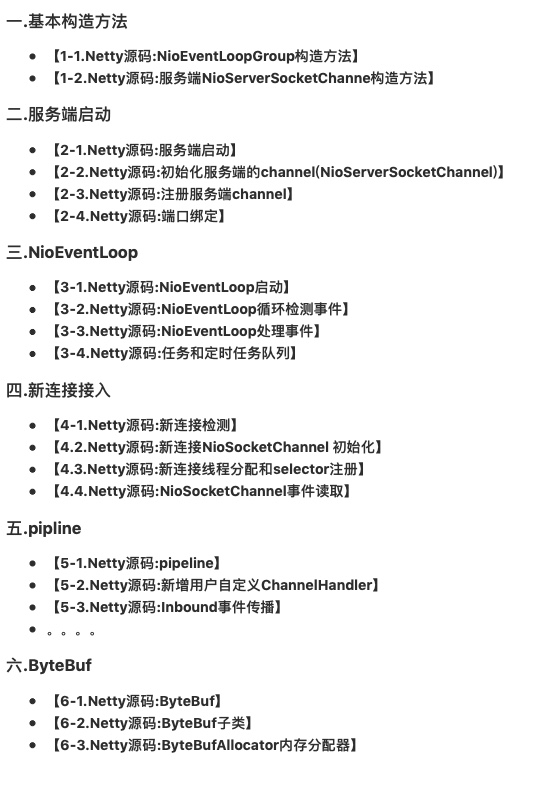 一.基本构造方法
【1-1.Netty源码:NioEventLoopGroup构造方法】
【1-2.Netty源码:服务端NioServerSocketChanne构造方法】
二.服务端启动
【2-1.Netty源码:服务端启动】
【2-2.Netty源码:初始化服务端的channel(NioServerSocketChannel)】
【2-3.Netty源码:注册服务端channel】
【2-4.Netty源码:端口绑定】
三.NioEventLoop
【3-1.Netty源码:NioEventLoop启动】
【3-2.Netty源码:NioEventLoop循环检测事件】
【3-3.Netty源码:NioEventLoop处理事件】
【3-4.Netty源码:任务和定时任务队列】
四.新连接接入
【4-1.Netty源码:新连接检测】
【4.2.Netty源码:新连接NioSocketChannel 初始化】
【4.3.Netty源码:新连接线程分配和selector注册】
【4.4.Netty源码:NioSocketChannel事件读取】
五.pipline
【5-1.Netty源码:pipeline】
【5-2.Netty源码:新增用户自定义ChannelHandler】
【5-3.Netty源码:Inbound事件传播】
。。。。
六.ByteBuf
【6-1.Netty源码:ByteBuf】
【6-2.Netty源码:ByteBuf子类】
【6-3.Netty源码:ByteBufAllocator内存分配器】